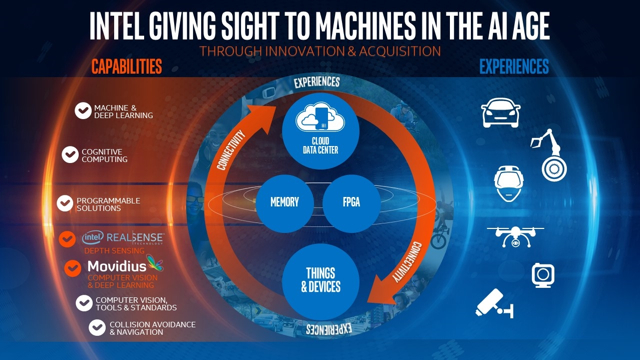 INTEL GIVING SIGHT TO MACHINES IN THE AI AGE
THROUGH INNOVATION & ACQUISITION
CAPABILITIES
MACHINE &
DEEP LEARNING
COGNITIVE
COMPUTING
PROGRAMMABLE
SOLUTIONS
intel REALSENSE
TECHNOLOGY
DEPTH SENSING
Movidius
COMPUTER VISION
& DEEP LEARNING
COMPUTER VISION,
TOOLS & STANDARDS
COLLISION AVOIDANCE
& NAVIGATION
EXPERIENCES
CONNECTIVITY
CLOUD
DATA CENTER
MEMORY
FPGA
THINGS
& DEVICES
CONNECTIVITY
EXPERIENCES
EXPERIENCES